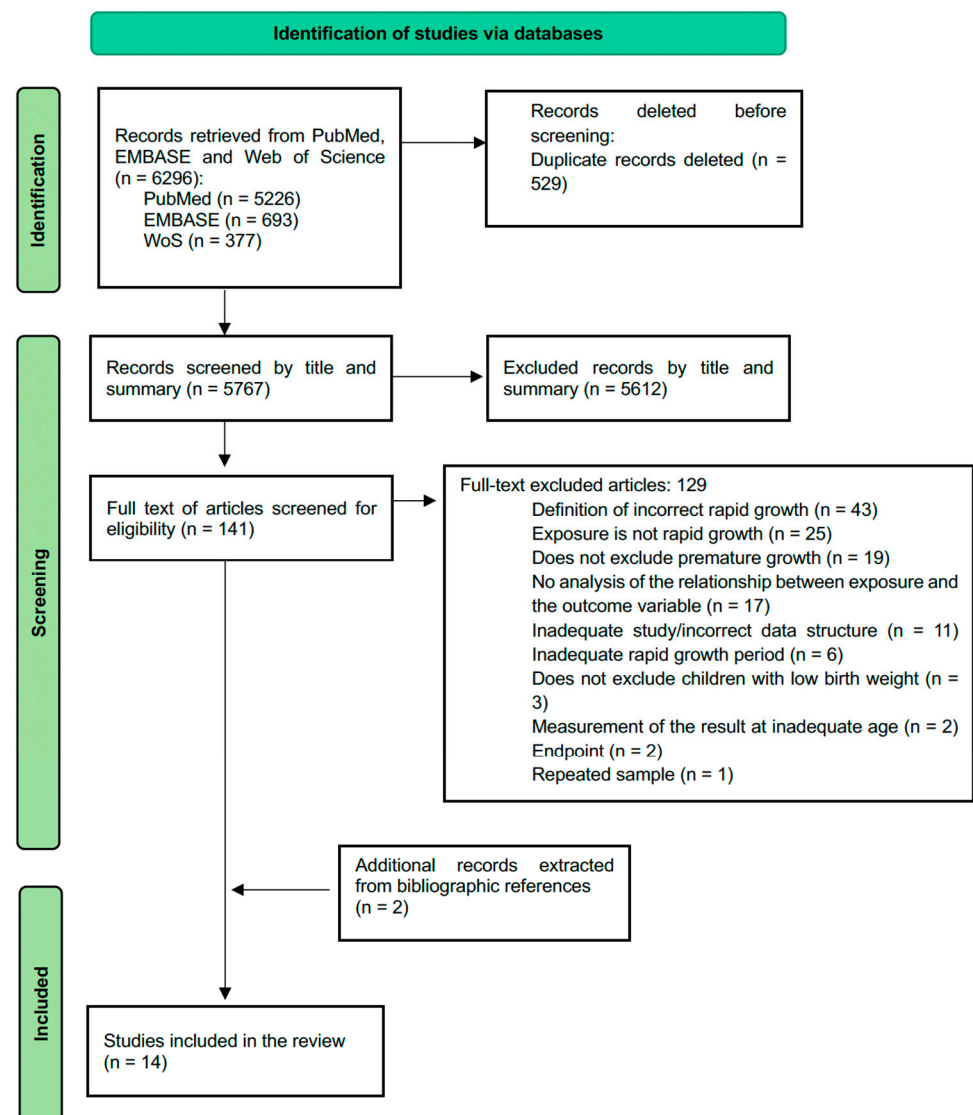 Identification of studies via databases
Identification
Records retrieved from PubMed,
EMBASE and Web of Science
(n = 6296):
PubMed (n = 5226)
EMBASE (n = 693)
WoS (n = 377)
Records deleted before
screening:
Duplicate records deleted (n =
529)
Screening
Records screened by title and
summary (n = 5767)
Excluded records by title and
summary (n = 5612)
Full text of articles screened for
eligibility (n = 141)
Full-text excluded articles: 129
Definition of incorrect rapid growth (n = 43)
Exposure is not rapid growth (n = 25)
Does not exclude premature growth (n = 19)
No analysis of the relationship between exposure and
the outcome variable (n = 17)
Inadequate study/incorrect data structure (n = 11)
Inadequate rapid growth period (n = 6)
Does not exclude children with low birth weight (n =
3)
Measurement of the result at inadequate age (n = 2)
Endpoint (n = 2)
Repeated sample (n = 1)
Additional records extracted
from bibliographic references
(n = 2)
Included
Studies included in the review
(n = 14)